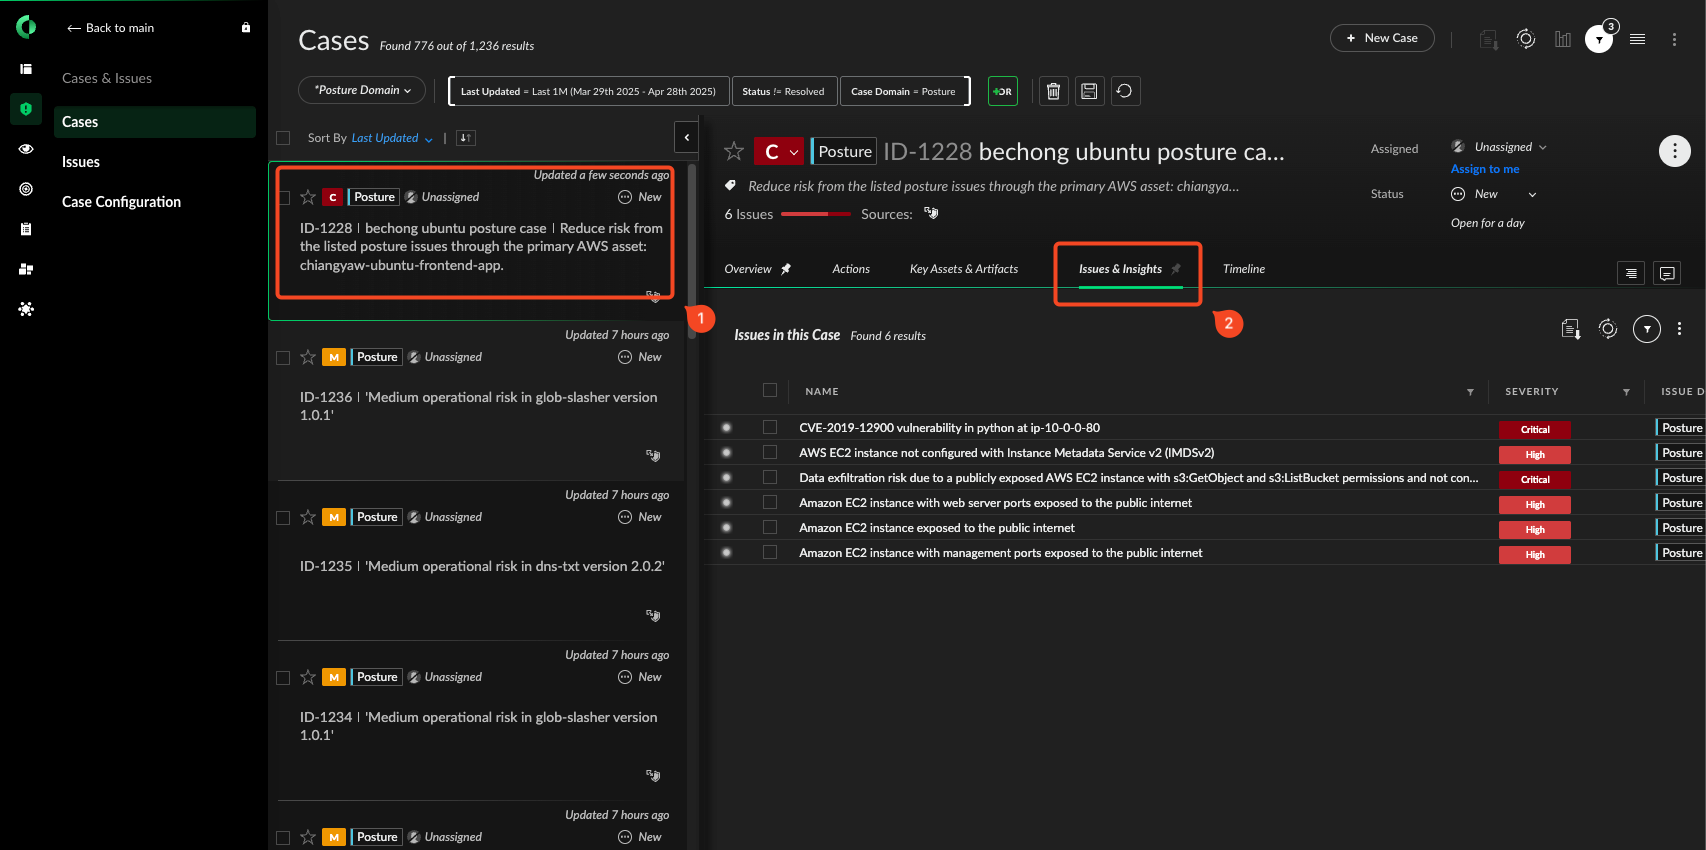 Back to main
Cases & Issues
Cases
Issues
Case Configuration
Cases Found 776 out of 1,236 results
+ New Case
3
*Posture Domain
Last Updated = Last 1M (Mar 29th 2025 - Apr 28th 2025)
Status != Resolved
Case Domain = Posture
+OR
Sort By Last Updated
Updated a few seconds ago
C Posture Unassigned New
ID-1228 | bechong ubuntu posture case | Reduce risk from
the listed posture issues through the primary AWS asset:
chiangyaw-ubuntu-frontend-app.
1
Updated 7 hours ago
M Posture Unassigned New
ID-1236 | 'Medium operational risk in glob-slasher version
1.0.1'
Updated 7 hours ago
M Posture Unassigned New
ID-1235 | 'Medium operational risk in dns-txt version 2.0.2'
Updated 7 hours ago
M Posture Unassigned New
ID-1234 | 'Medium operational risk in glob-slasher version
1.0.1'
Updated 7 hours ago
M Posture Unassigned New
C Posture ID-1228 bechong ubuntu posture ca...
Reduce risk from the listed posture issues through the primary AWS asset: chiangya...
6 Issues Sources:
Assigned Unassigned
Assign to me
Status New
Open for a day
Overview Actions Key Assets & Artifacts Issues & Insights Timeline
2
Issues in this Case Found 6 results
NAME SEVERITY ISSUE D
CVE-2019-12900 vulnerability in python at ip-10-0-0-80 Critical Posture
AWS EC2 instance not configured with Instance Metadata Service v2 (IMDSv2) High Posture
Data exfiltration risk due to a publicly exposed AWS EC2 instance with s3:GetObject and s3:ListBucket permissions and not con... Critical Posture
Amazon EC2 instance with web server ports exposed to the public internet High Posture
Amazon EC2 instance exposed to the public internet High Posture
Amazon EC2 instance with management ports exposed to the public internet High Posture